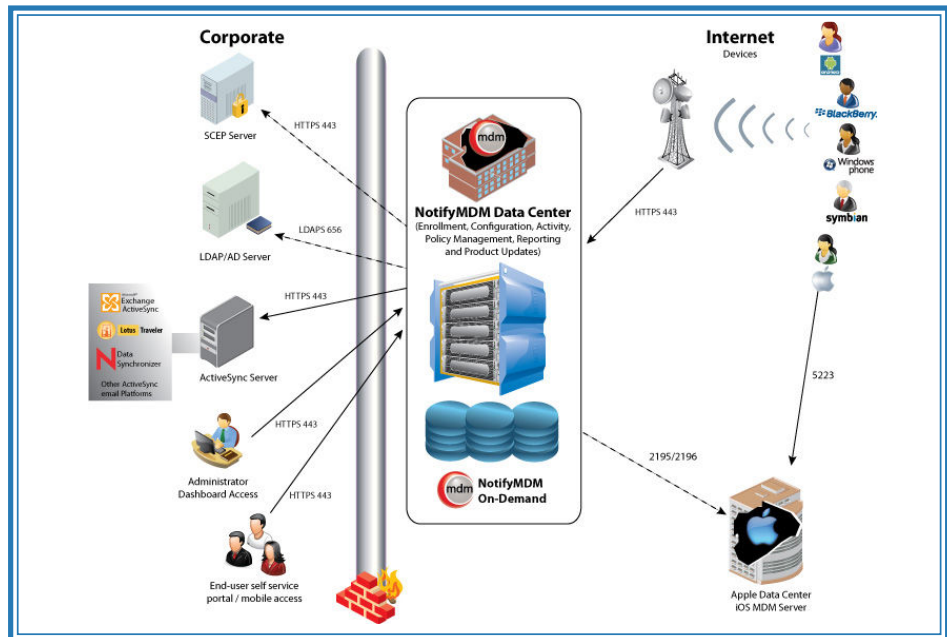 Corporate
Internet
Devices
SCEP Server
HTTPS 443
LDAP/AD Server
LDAPS 656
Exchange
ActiveSync
Lotus Traveler
Data
Synchronizer
Other ActiveSync
email Platforms
ActiveSync Server
HTTPS 443
Administrator
Dashboard Access
HTTPS 443
End-user self service
portal / mobile access
HTTPS 443
mdm
NotifyMDM Data Center
(Enrollment, Configuration, Activity,
Policy Management, Reporting
and Product Updates)
mdm
NotifyMDM
On-Demand
HTTPS 443
BlackBerry.
Windows
phone
symbian
5223
2195/2196
Apple Data Center
iOS MDM Server